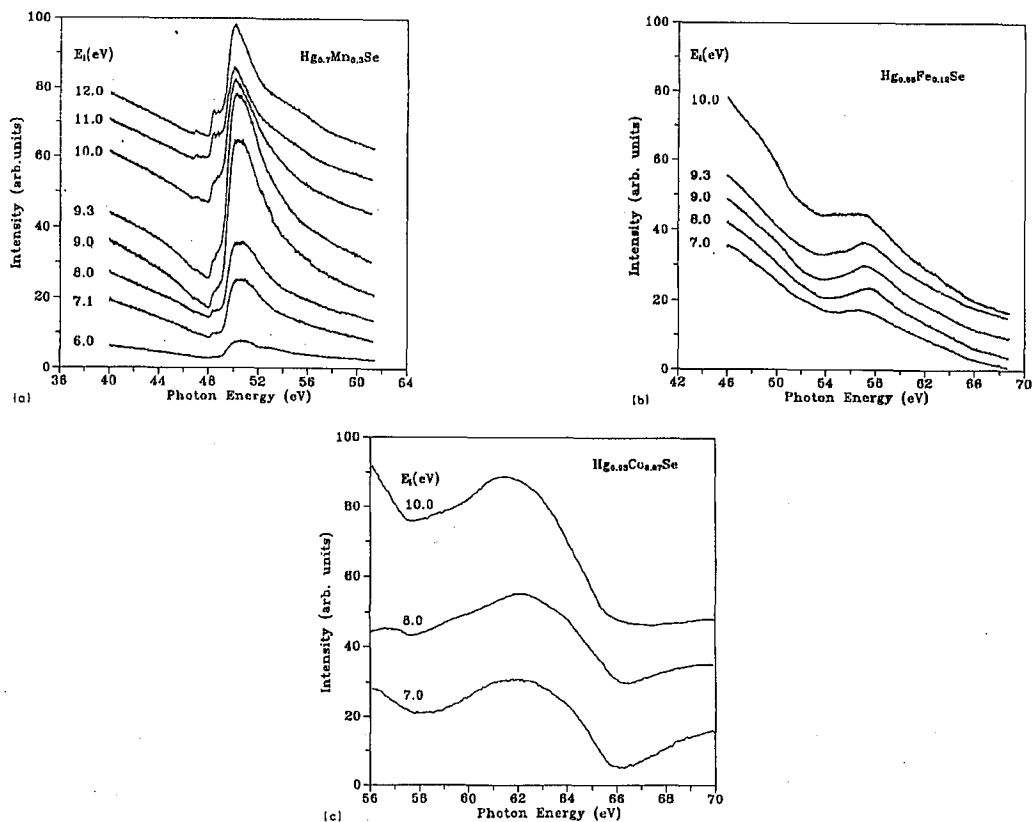 100
80
60
40
20
0
Intensity (arb.units)
E_i(eV)
12.0
11.0
10.0
9.3
9.0
8.0
7.1
6.0
Hg₀.₇Mn₀.₃Se
36 40 44 48 52 56 60 64
(a) Photon Energy (eV)
100
80
60
40
20
0
Intensity (arb. units)
E_i(eV)
10.0
9.3
9.0
8.0
7.0
Hg₀.₈₈Fe₀.₁₂Se
42 46 50 54 58 62 66 70
(b) Photon Energy (eV)
100
80
60
40
20
0
Intensity (arb. units)
E_i(eV)
10.0
8.0
7.0
Hg₀.₉₃Co₀.₀₇Se
56 58 60 62 64 66 68 70
(c) Photon Energy (eV)